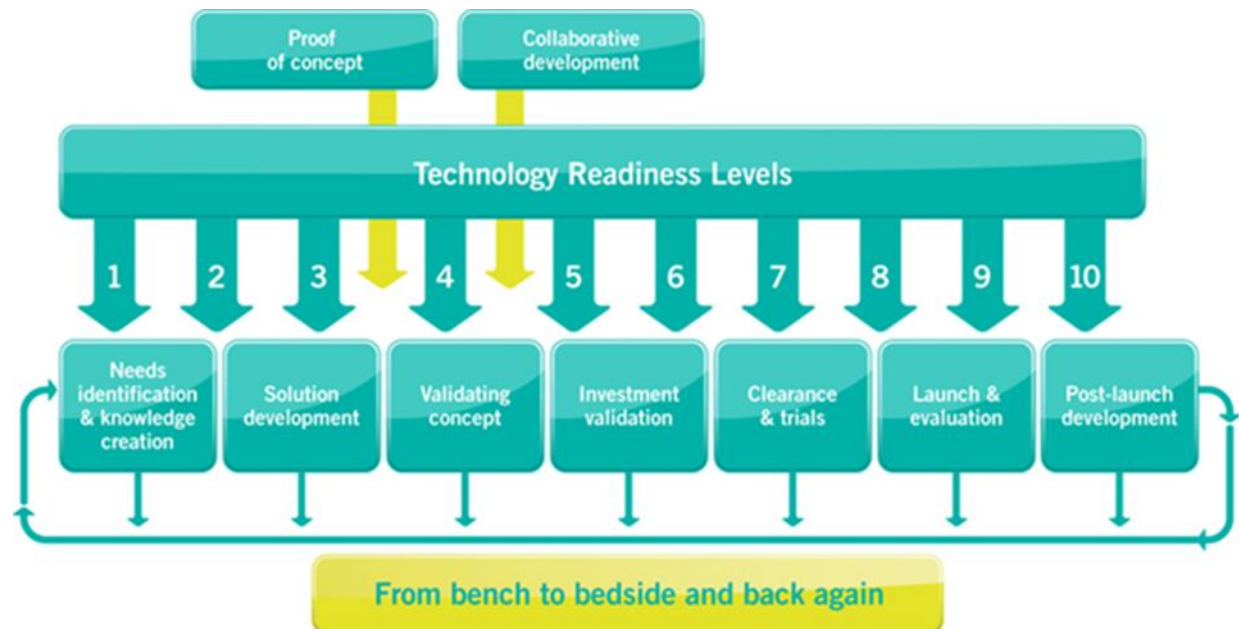 Proof
of concept
Collaborative
development
Technology Readiness Levels
1
2
3
4
5
6
7
8
9
10
Needs
identification
& knowledge
creation
Solution
development
Validating
concept
Investment
validation
Clearance
& trials
Launch &
evaluation
Post-launch
development
From bench to bedside and back again